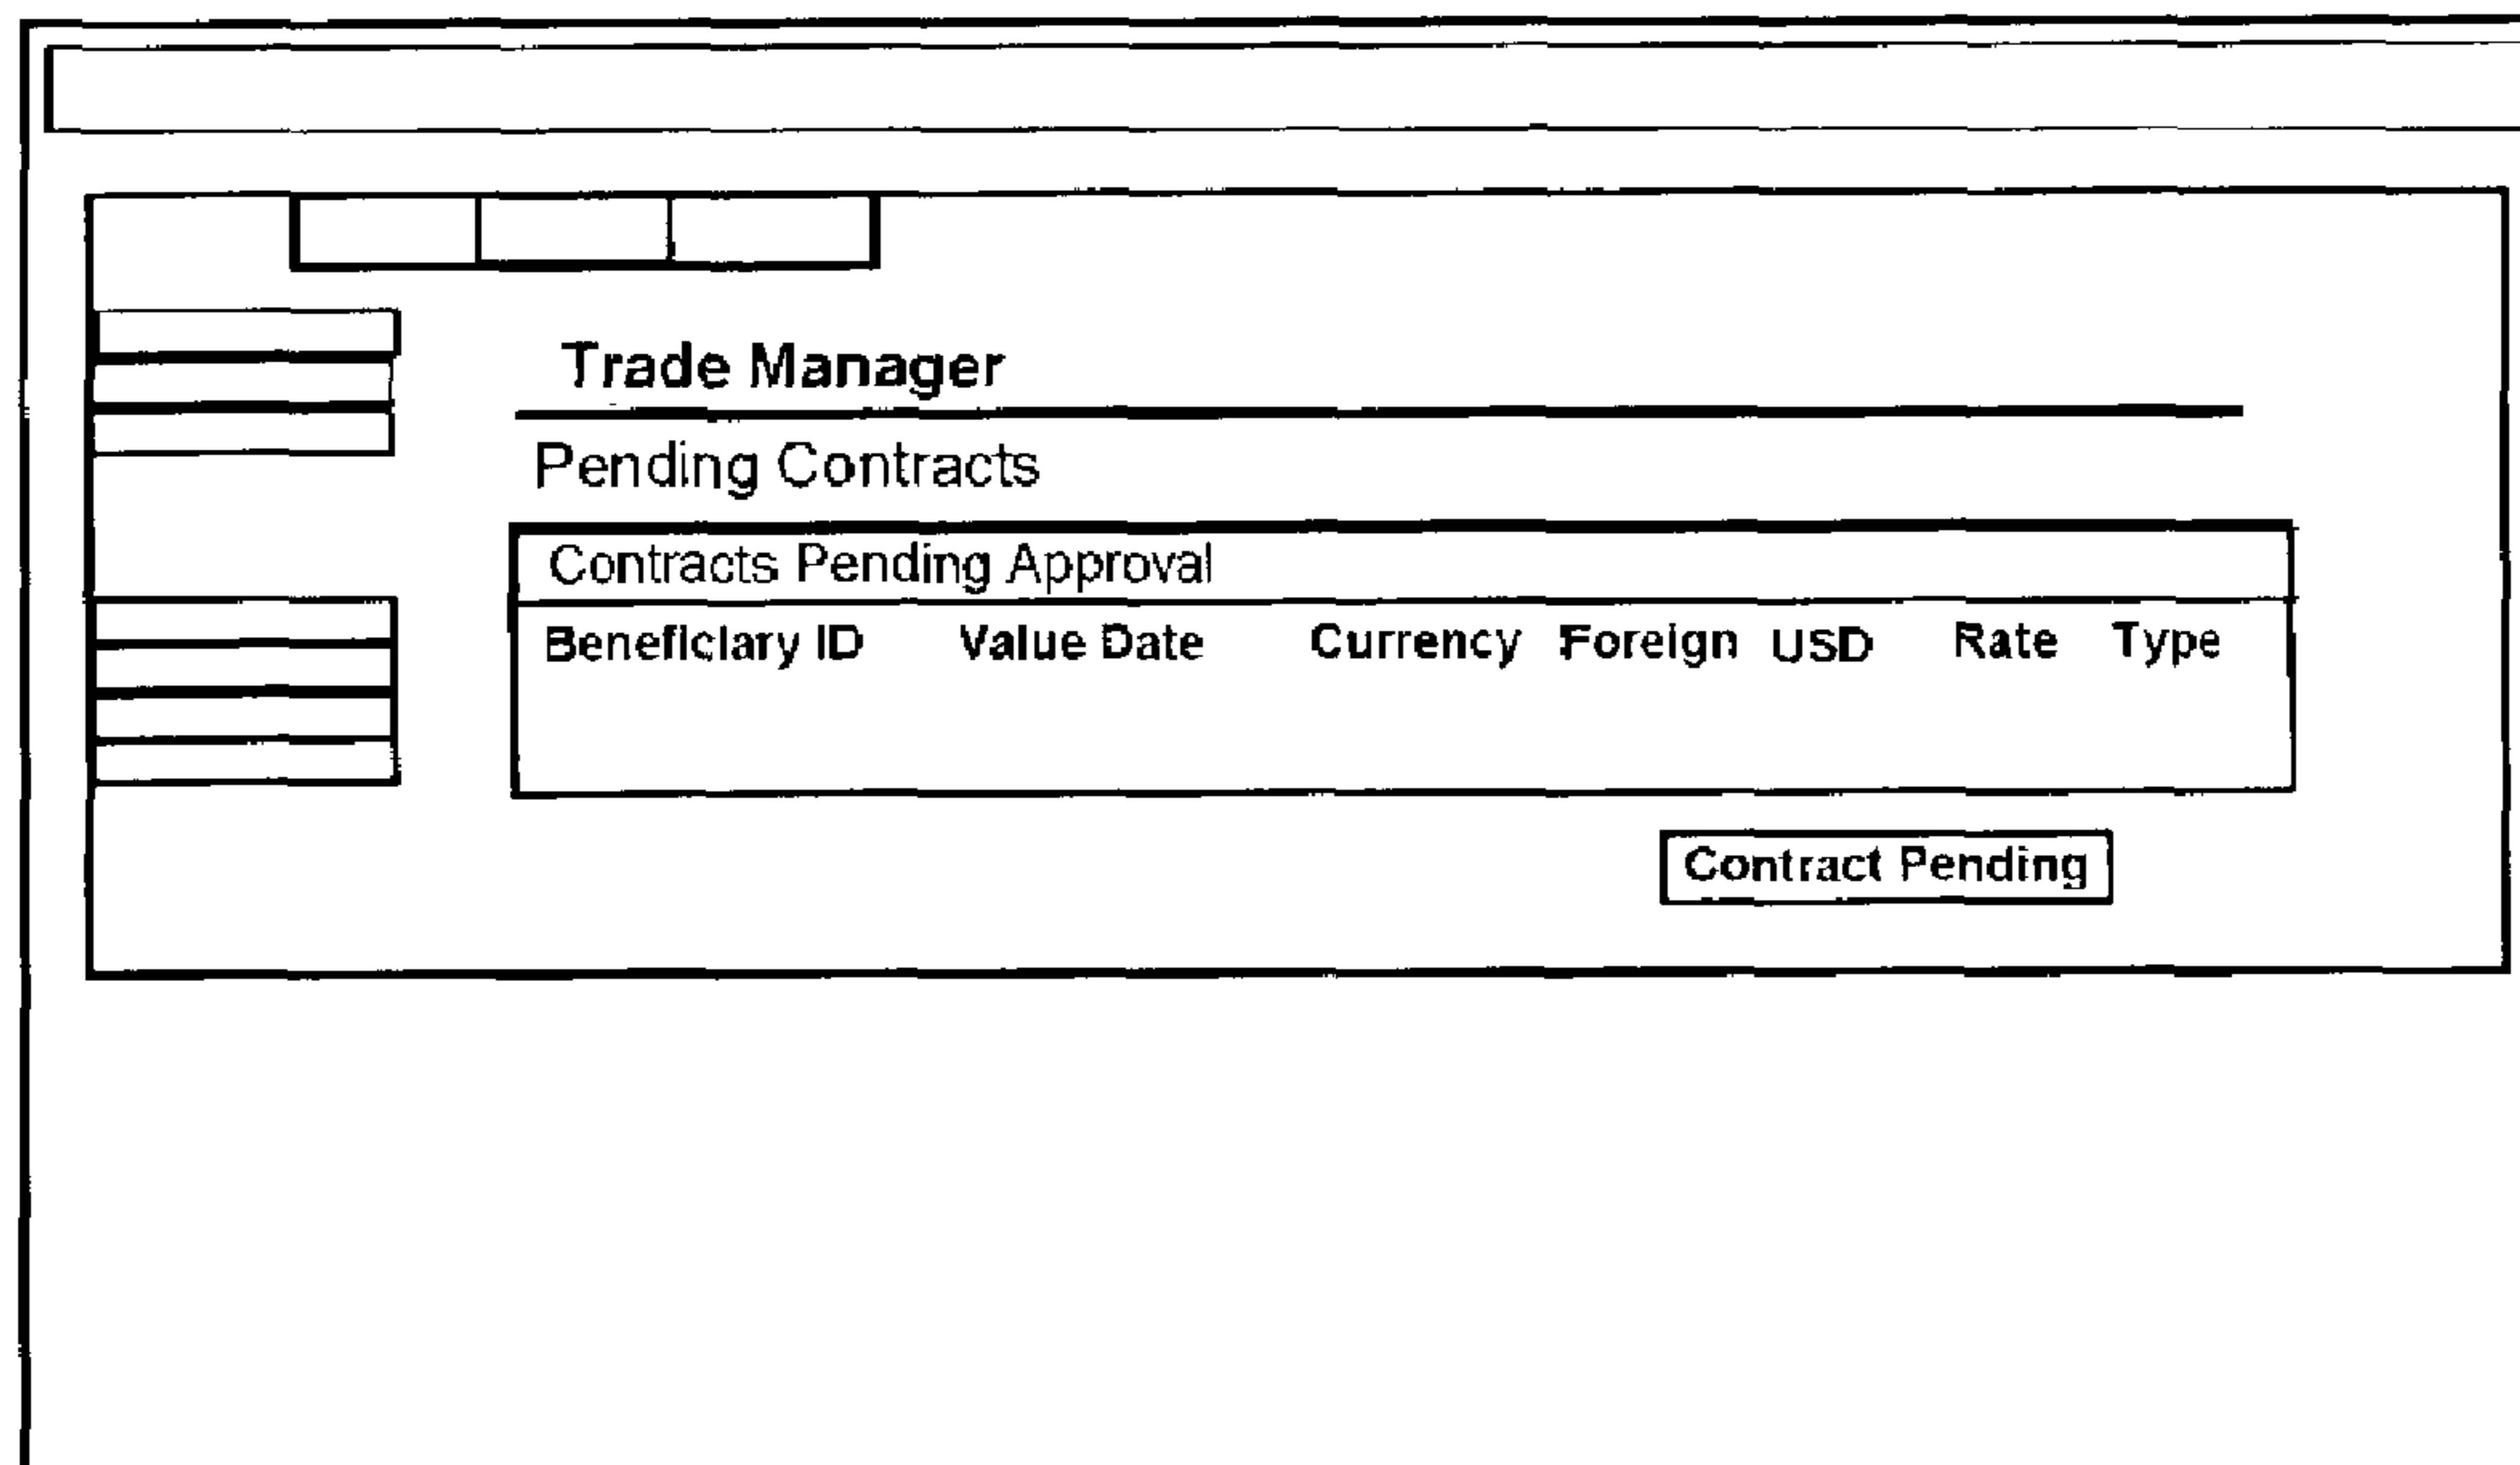 Trade Manager
Pending Contracts
Contracts Pending Approval
Beneficiary ID Value Date Currency Foreign USD Rate Type
Contract Pending